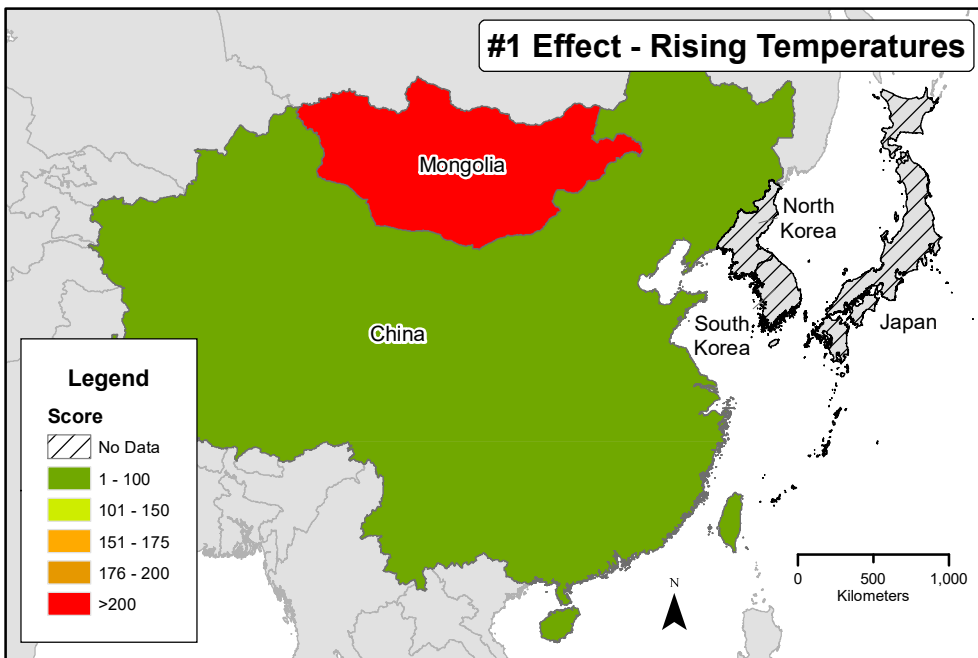 #1 Effect - Rising Temperatures
Mongolia
North
Korea
China
South
Korea
Japan
Legend
Score
No Data
1 - 100
101 - 150
151 - 175
176 - 200
>200
N
0 500 1,000
Kilometers